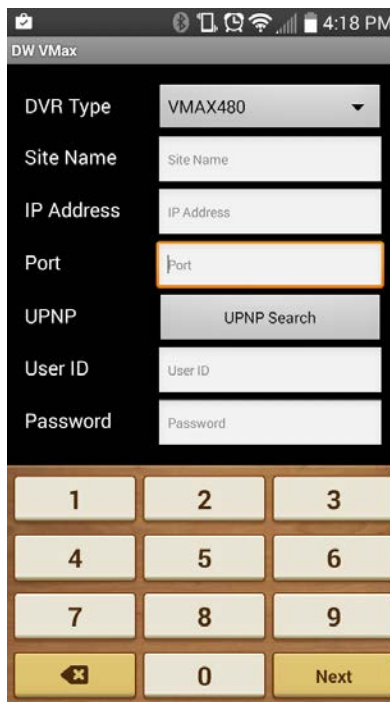 4:18 PM
DW VMax
DVR Type VMAX480
Site Name Site Name
IP Address IP Address
Port Port
UPNP UPNP Search
User ID User ID
Password Password
1 2 3
4 5 6
7 8 9
0 Next